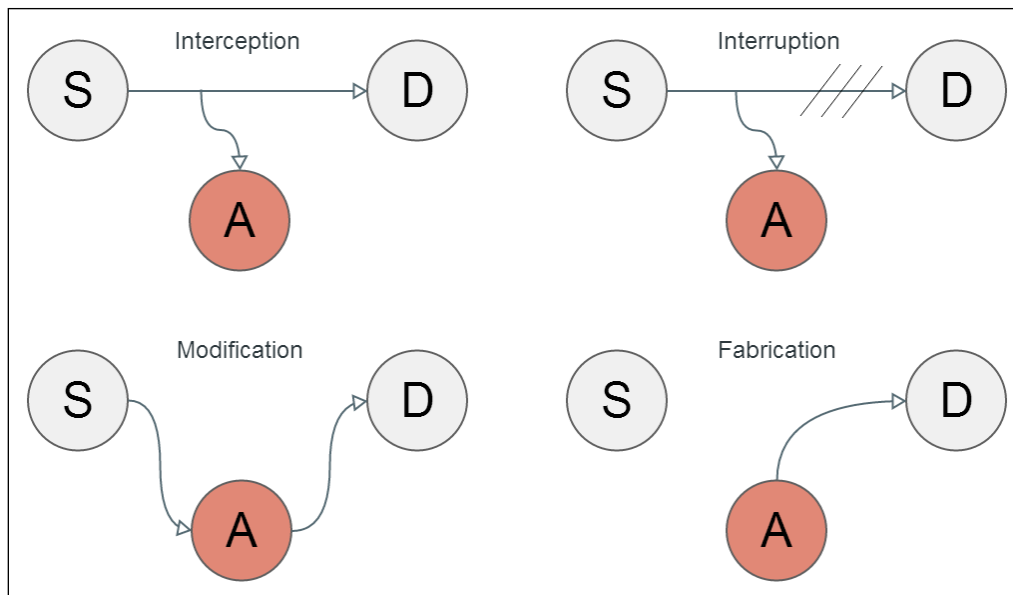 Interception
S
D
A
Interruption
S
D
A
Modification
S
D
A
Fabrication
S
D
A